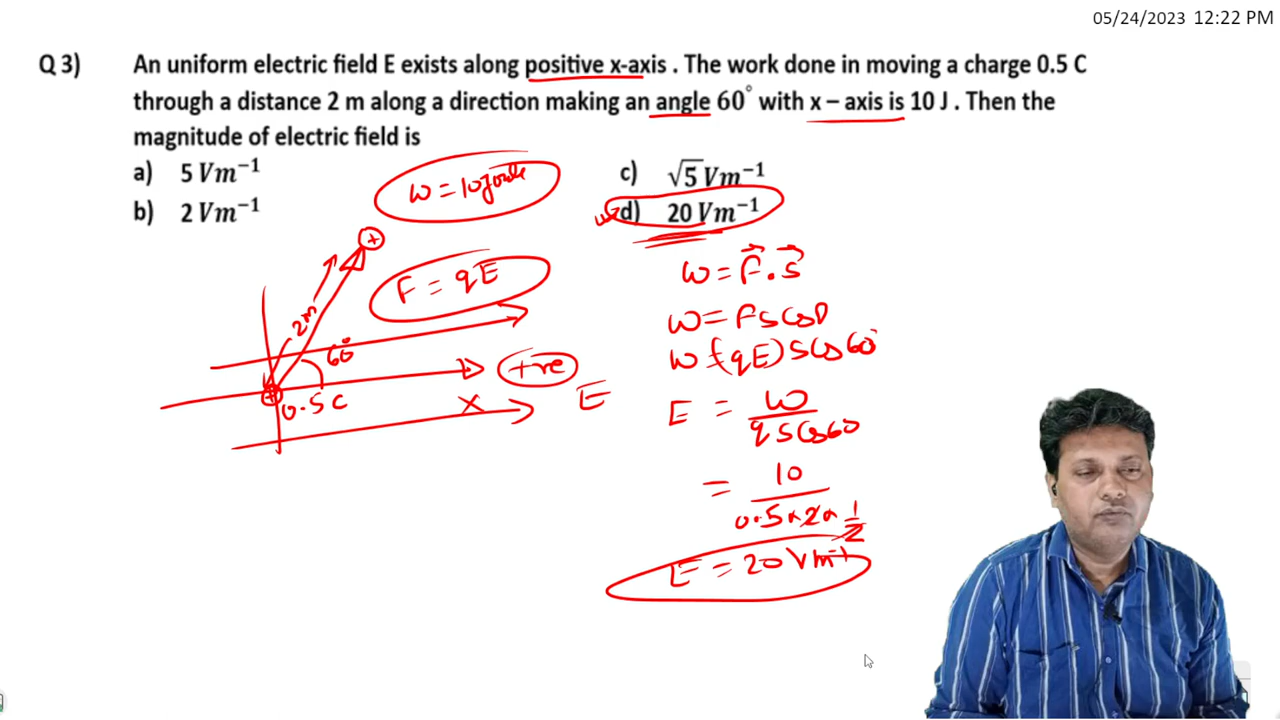 05/24/2023 12:22 PM
Q 3) An uniform electric field E exists along positive x-axis . The work done in moving a charge 0.5 C
through a distance 2 m along a direction making an angle 60° with x – axis is 10 J . Then the
magnitude of electric field is
a) 5 Vm⁻¹
c) √5 Vm⁻¹
b) 2 Vm⁻¹
d) 20 Vm⁻¹
W = 10 joule
F = qE
2m
60°
0.5 C
X
+ve
E
W = F⃗ . S⃗
W = FS cos
W = (qE) S cos 60°
E = W / q S cos 60
= 10 / 0.5 × 2 × 1/2
E = 20 Vm⁻¹